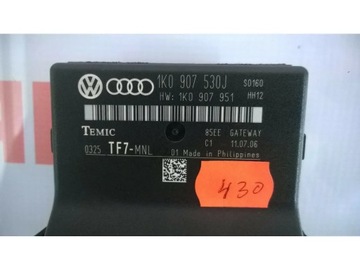 1K0 907 530J S0160
HW: 1K0 907 951 HH12
TEMIC 85EE GATEWAY
C1 11.07.06
0325 TF7-MNL 01 Made in Philippines
430